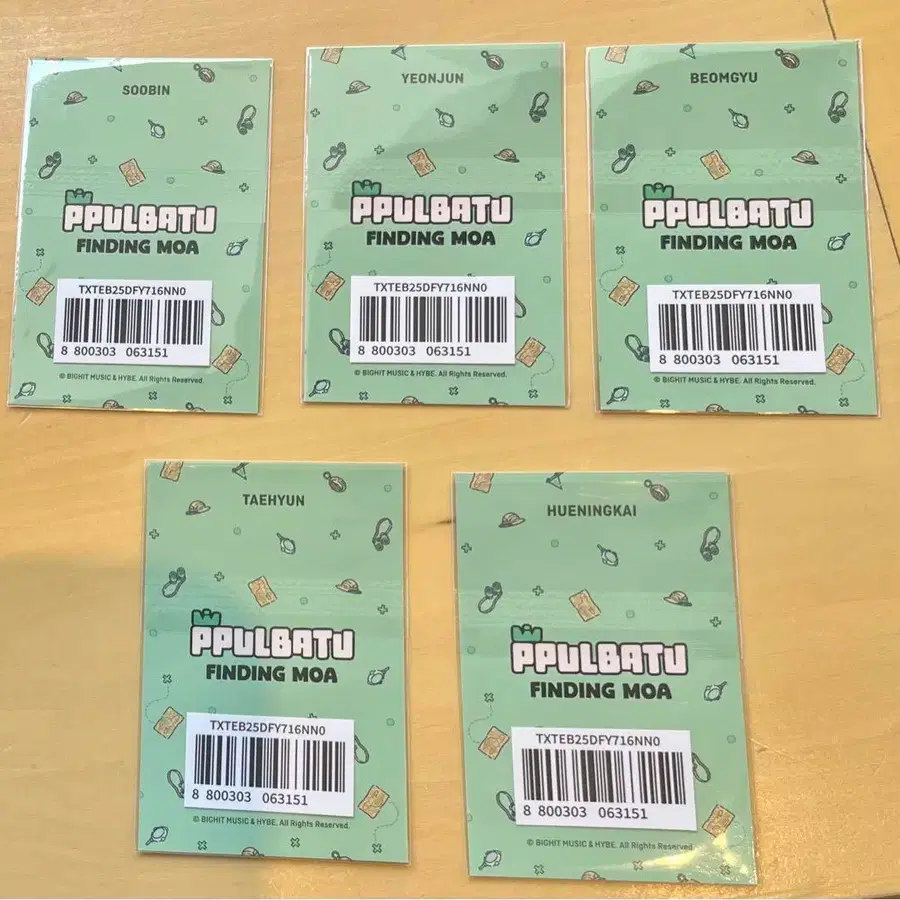 SOOBIN
PPULBATU
FINDING MOA
TXTEB25DFY716NN0
8 800303 063151
© BIGHIT MUSIC & HYBE. All Rights Reserved.
YEONJUN
PPULBATU
FINDING MOA
TXTEB25DFY716NN0
8 800303 063151
© BIGHIT MUSIC & HYBE. All Rights Reserved.
BEOMGYU
PPULBATU
FINDING MOA
TXTEB25DFY716NN0
8 800303 063151
© BIGHIT MUSIC & HYBE. All Rights Reserved.
TAEHYUN
PPULBATU
FINDING MOA
TXTEB25DFY716NN0
8 800303 063151
© BIGHIT MUSIC & HYBE. All Rights Reserved.
HUENINGKAI
PPULBATU
FINDING MOA
TXTEB25DFY716NN0
8 800303 063151
© BIGHIT MUSIC & HYBE. All Rights Reserved.